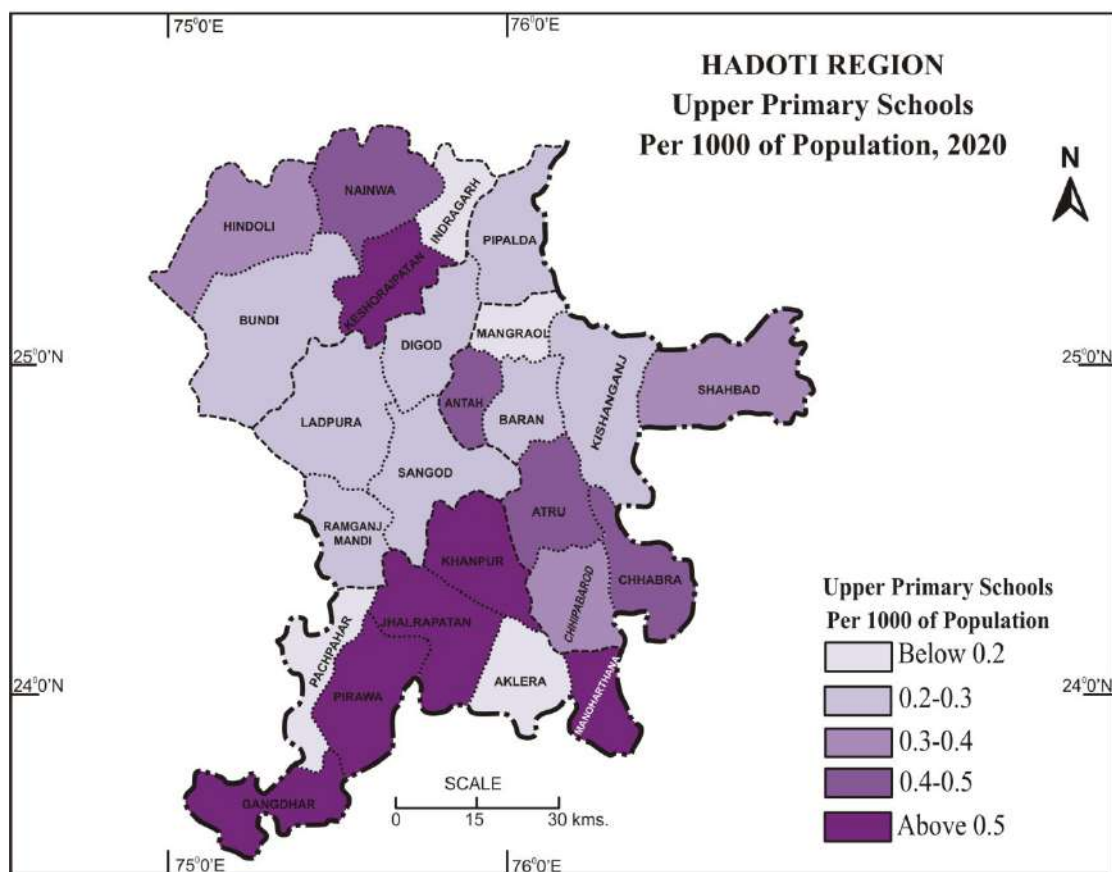 75°0'E
76°0'E
HADOTI REGION
Upper Primary Schools
Per 1000 of Population, 2020
N
NAINWA
INDRAGARH
HINDOLI
PIPALDA
KESHORAIPATAN
BUNDI
MANGRAOL
DIGOD
25°0'N
25°0'N
SHAHBAD
ANTAH
KISHANGANJ
LADPURA
BARAN
SANGOD
ATRU
RAMGANJ
MANDI
KHANPUR
CHHABRA
CHHIPABAROD
Upper Primary Schools
Per 1000 of Population
JHALRAPATAN
PACHPAHAR
Below 0.2
AKLERA
MANOHARTHANA
24°0'N
24°0'N
PIRAWA
0.2-0.3
0.3-0.4
SCALE
0.4-0.5
GANGDHAR
0 15 30 kms.
Above 0.5
75°0'E
76°0'E